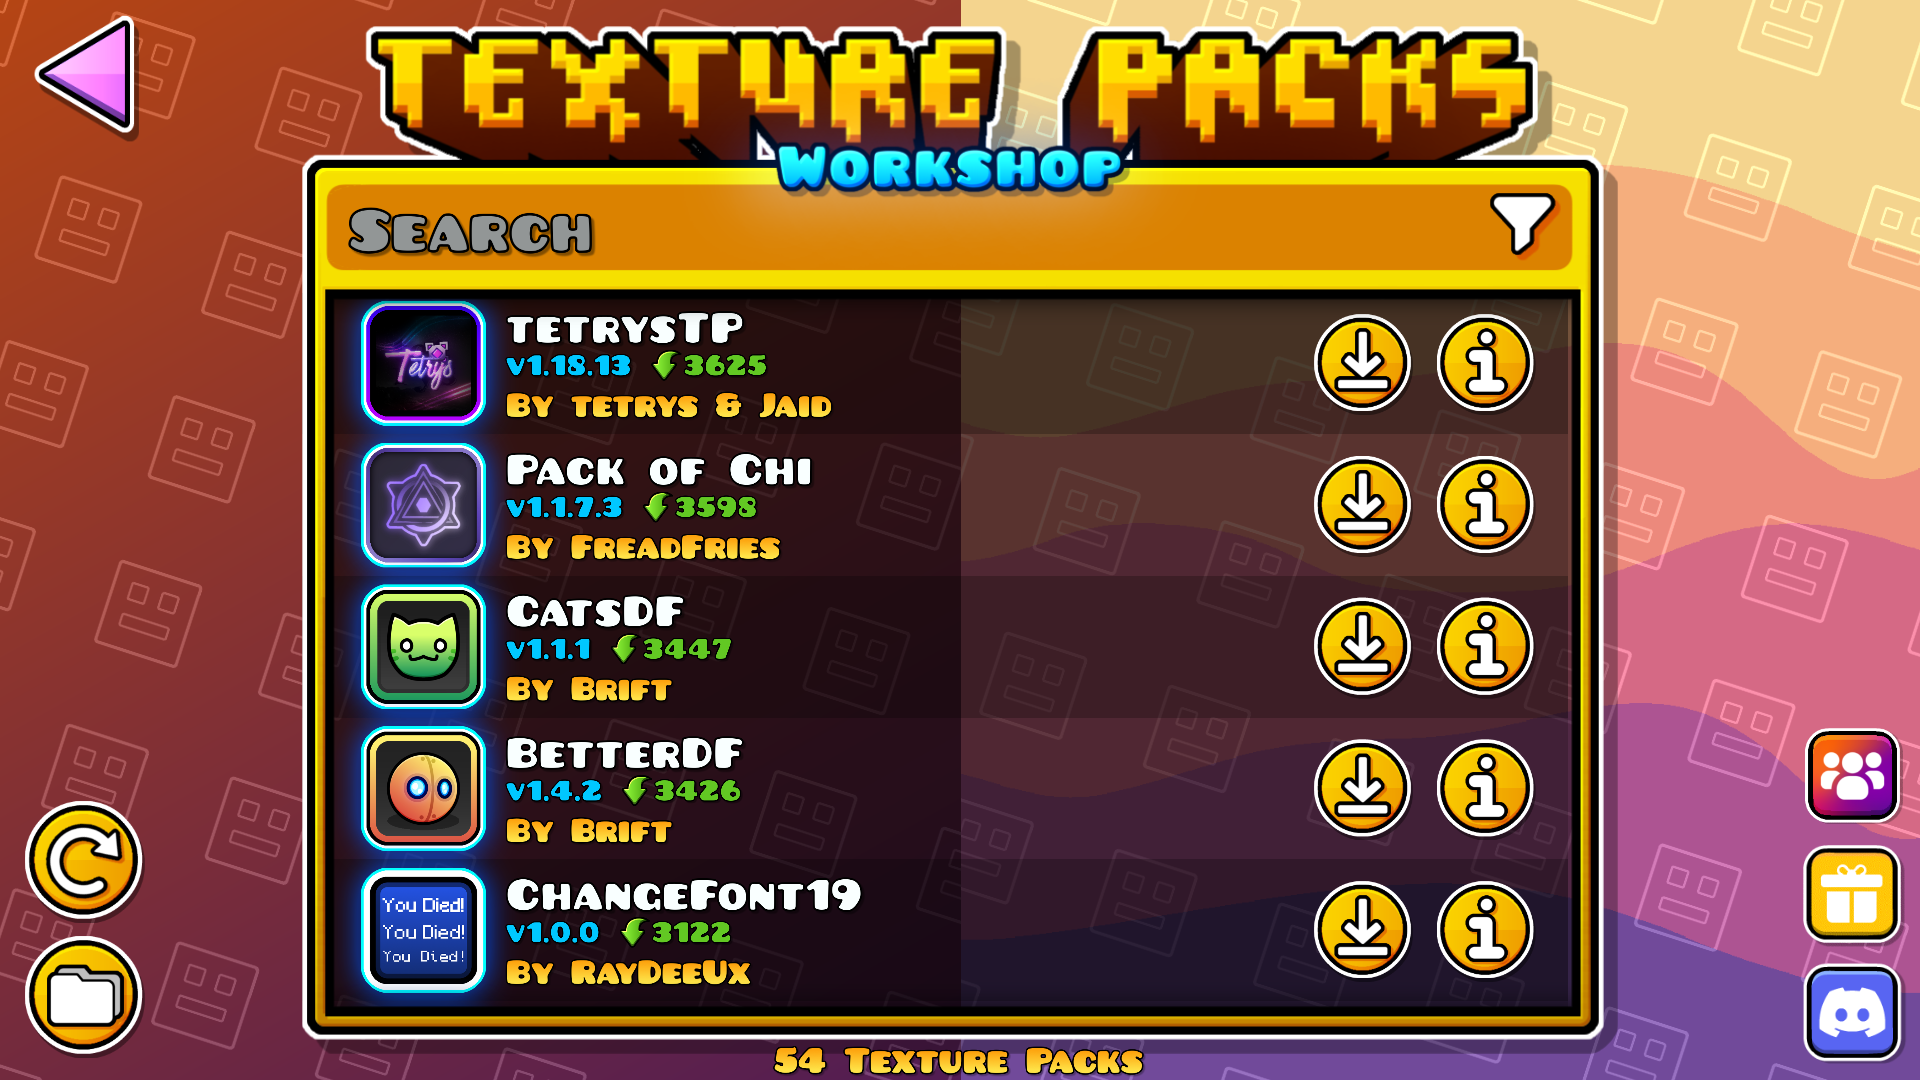 TEXTURE PACKS
WORKSHOP
SEARCH
TETRYSTP
v1.18.13 3625
BY TETRYS & JAID
Tetrys
PACK OF CHI
v1.1.7.3 3598
BY FREADFRIES
CATSDF
v1.1.1 3447
BY BRIFT
BETTERDF
v1.4.2 3426
BY BRIFT
CHANGEFONT19
v1.0.0 3122
BY RAYDEEUX
You Died!
You Died!
You Died!
54 TEXTURE PACKS